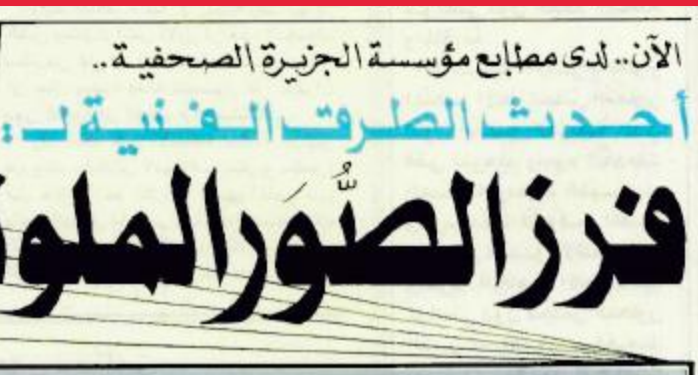 الآن.. لدى مطابع مؤسسة الجزيرة الصحفية..
أحدث الطرق الفنية لـ :
فرز الصُّوَر